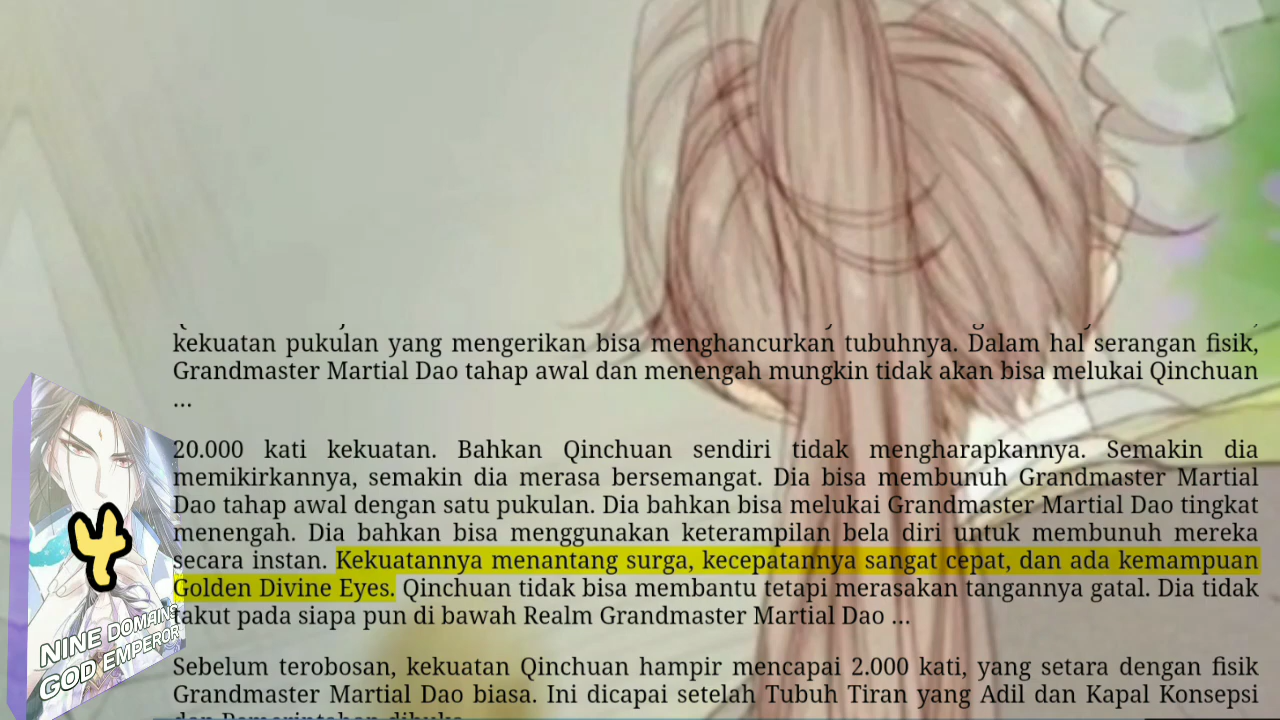 kekuatan pukulan yang mengerikan bisa menghancurkan tubuhnya. Dalam hal serangan fisik,
Grandmaster Martial Dao tahap awal dan menengah mungkin tidak akan bisa melukai Qinchuan
...
20.000 kati kekuatan. Bahkan Qinchuan sendiri tidak mengharapkannya. Semakin dia
memikirkannya, semakin dia merasa bersemangat. Dia bisa membunuh Grandmaster Martial
Dao tahap awal dengan satu pukulan. Dia bahkan bisa melukai Grandmaster Martial Dao tingkat
menengah. Dia bahkan bisa menggunakan keterampilan bela diri untuk membunuh mereka
secara instan. Kekuatannya menantang surga, kecepatannya sangat cepat, dan ada kemampuan
Golden Divine Eyes. Qinchuan tidak bisa membantu tetapi merasakan tangannya gatal. Dia tidak
takut pada siapa pun di bawah Realm Grandmaster Martial Dao ...
Sebelum terobosan, kekuatan Qinchuan hampir mencapai 2.000 kati, yang setara dengan fisik
Grandmaster Martial Dao biasa. Ini dicapai setelah Tubuh Tiran yang Adil dan Kapal Konsepsi
dan Pemerintahan dibuka.
4
NINE DOMAINS
GOD EMPEROR